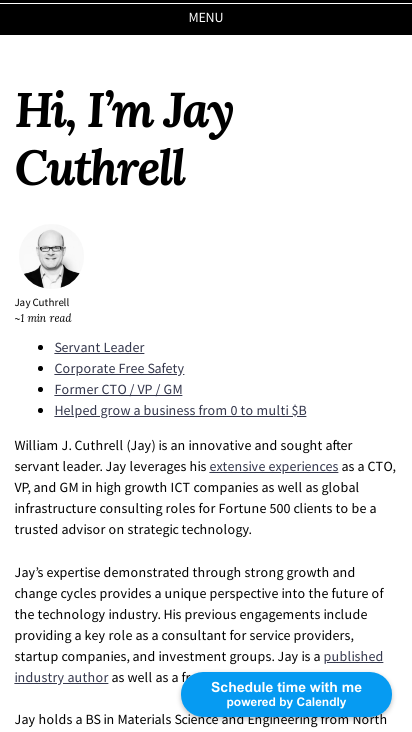 MENU
Hi, I’m Jay
Cuthrell
Jay Cuthrell
~1 min read
Servant Leader
Corporate Free Safety
Former CTO / VP / GM
Helped grow a business from 0 to multi $B
William J. Cuthrell (Jay) is an innovative and sought after
servant leader. Jay leverages his extensive experiences as a CTO,
VP, and GM in high growth ICT companies as well as global
infrastructure consulting roles for Fortune 500 clients to be a
trusted advisor on strategic technology.
Jay’s expertise demonstrated through strong growth and
change cycles provides a unique perspective into the future of
the technology industry. His previous engagements include
providing a key role as a consultant for service providers,
startup companies, and investment groups. Jay is a published
industry author as well as a
Schedule time with me
powered by Calendly
Jay holds a BS in Materials Science and Engineering from North